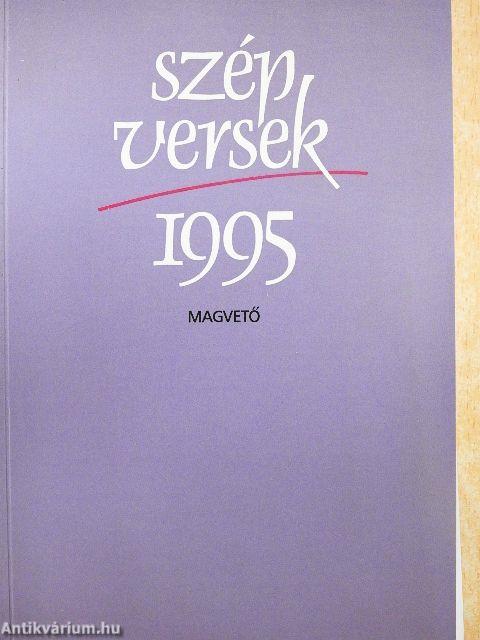 szép
versek
1995
MAGVETŐ
Antikvárium.hu